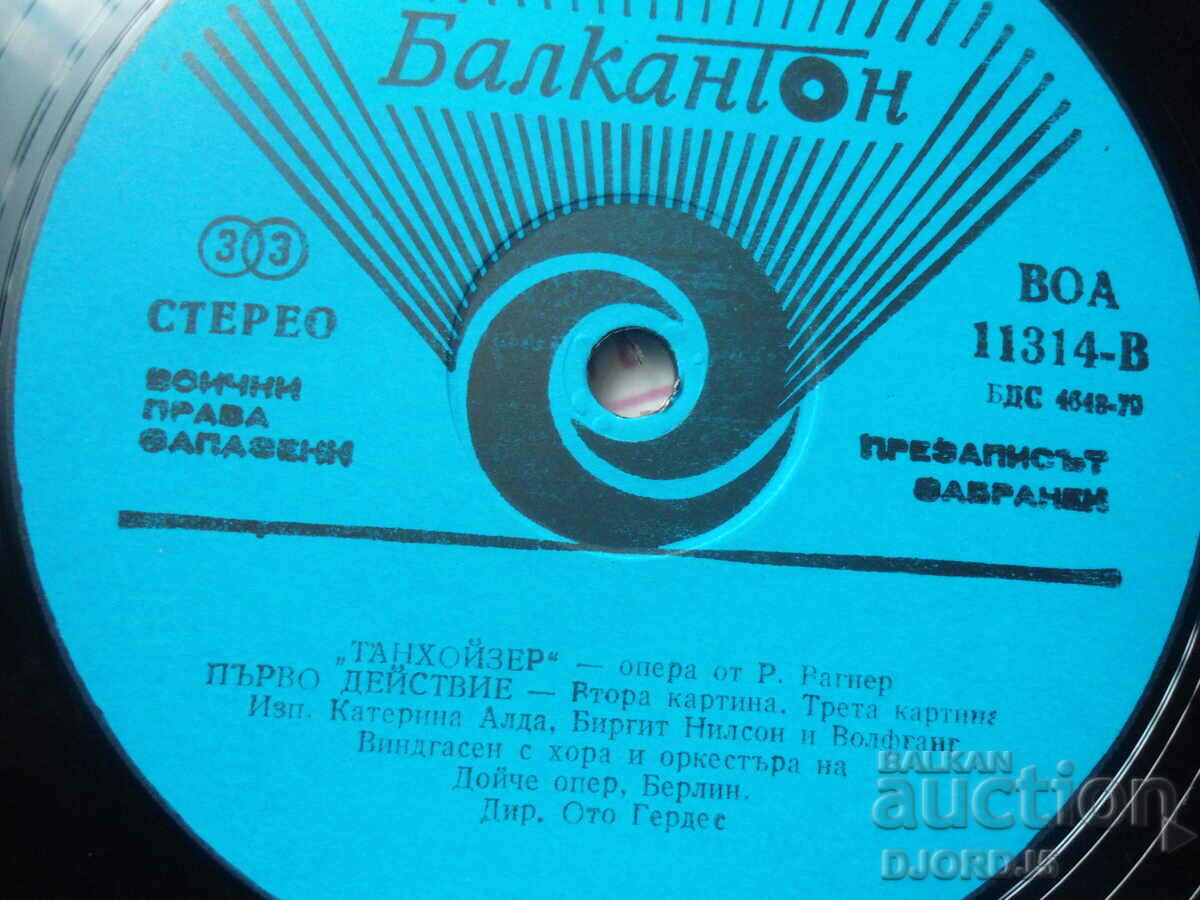 БалканТон
33
СТЕРЕО
ВСИЧНИ
ПРАВА
ЗАПАЗЕНИ
ВОА
11314-В
БДС 4648-70
ПРЕЗАПИСЪТ
ЗАБРАНЕН
„ТАНХОЙЗЕР“ — опера от Р. Вагнер
ПЪРВО ДЕЙСТВИЕ — Втора картина. Трета картина
Изп. Катерина Алда, Биргит Нилсон и Волфганг
Виндгасен с хора и оркестъра на
Дойче опер, Берлин.
Дир. Ото Гердес
BALKAN
auction
DJORDJ15